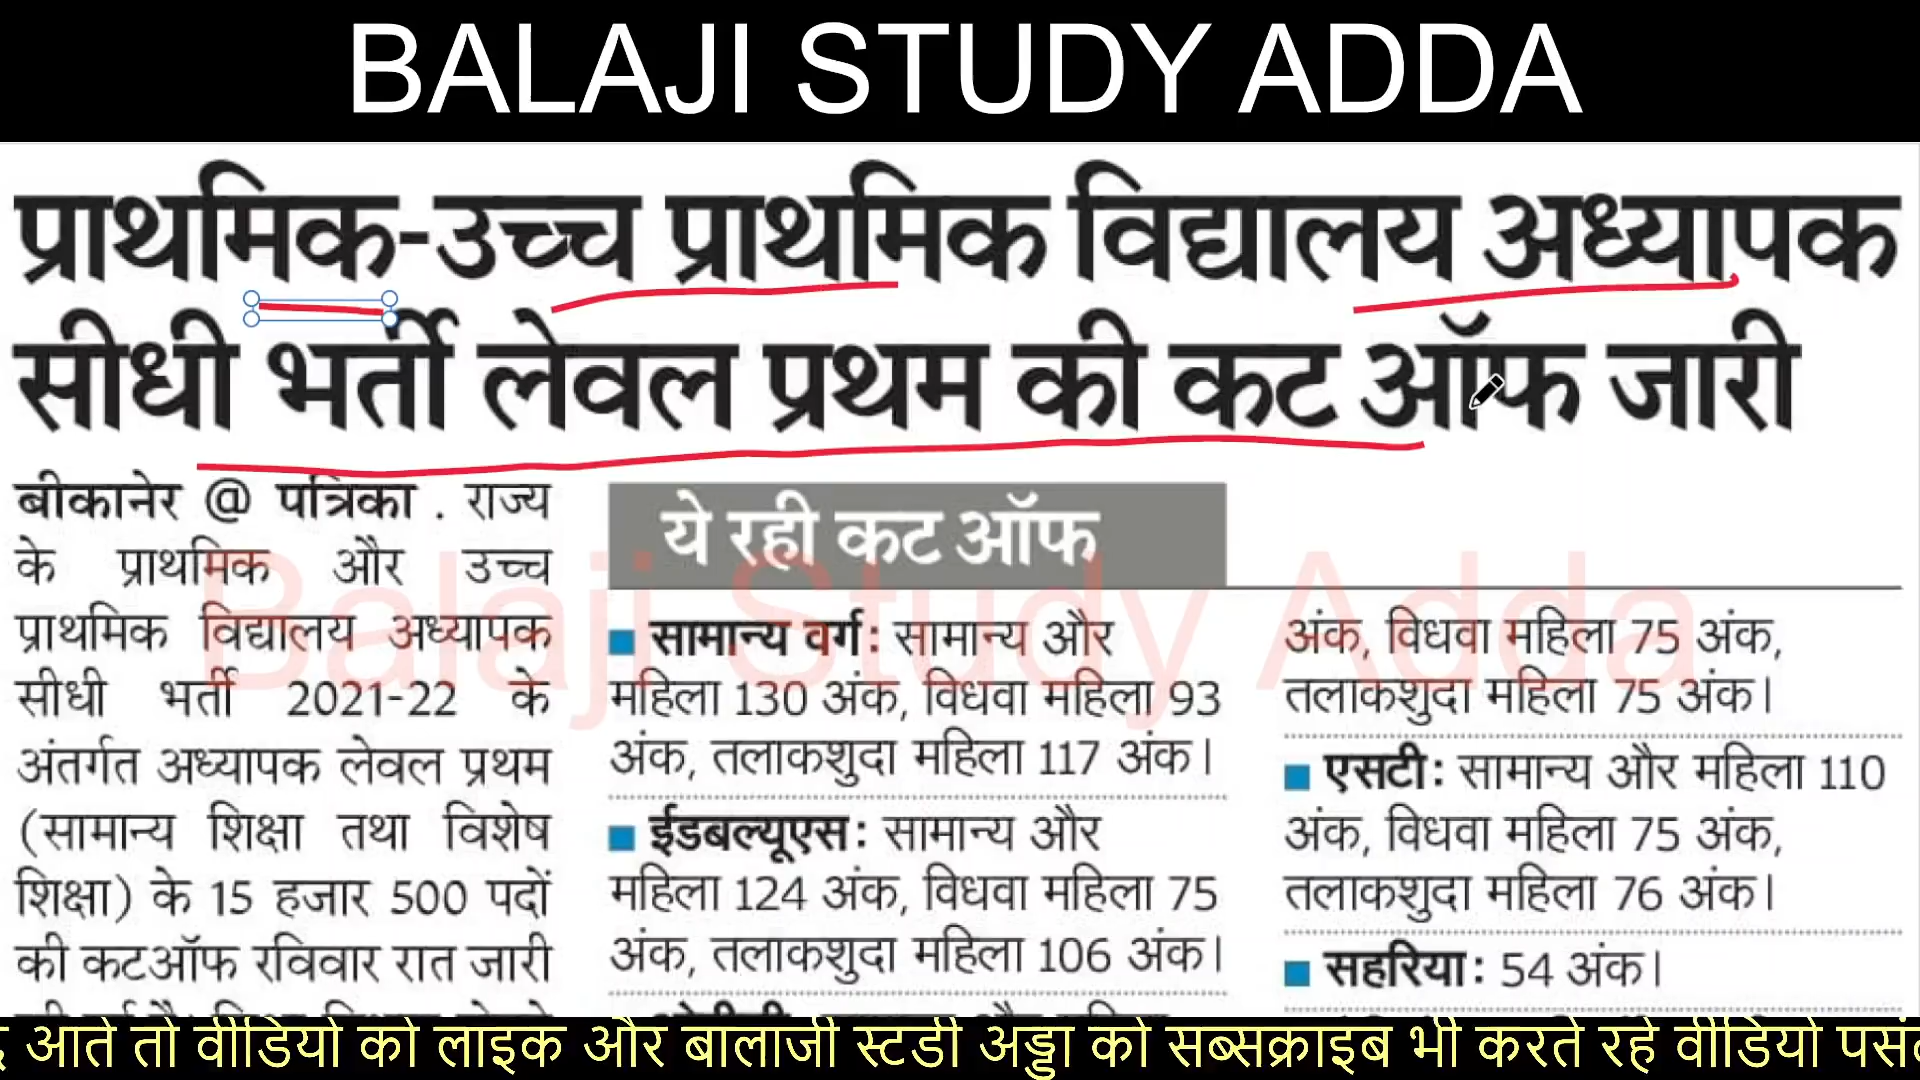 BALAJI STUDY ADDA
प्राथमिक-उच्च प्राथमिक विद्यालय अध्यापक
सीधी भर्ती लेवल प्रथम की कट ऑफ जारी
बीकानेर @ पत्रिका . राज्य
के प्राथमिक और उच्च
प्राथमिक विद्यालय अध्यापक
सीधी भर्ती 2021-22 के
अंतर्गत अध्यापक लेवल प्रथम
(सामान्य शिक्षा तथा विशेष
शिक्षा) के 15 हजार 500 पदों
की कटऑफ रविवार रात जारी
ये रही कट ऑफ
सामान्य वर्ग: सामान्य और
महिला 130 अंक, विधवा महिला 93
अंक, तलाकशुदा महिला 117 अंक।
ईडबल्यूएस: सामान्य और
महिला 124 अंक, विधवा महिला 75
अंक, तलाकशुदा महिला 106 अंक।
अंक, विधवा महिला 75 अंक,
तलाकशुदा महिला 75 अंक।
एसटी: सामान्य और महिला 110
अंक, विधवा महिला 75 अंक,
तलाकशुदा महिला 76 अंक।
सहरिया: 54 अंक।
Balaji Study Adda
आते तो वीडियो को लाइक और बालाजी स्टडी अड्डा को सब्सक्राइब भी करते रहे वीडियो